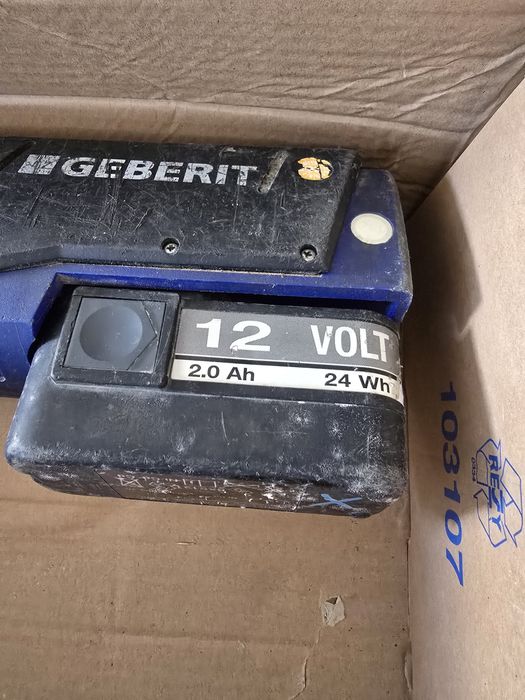 GEBERIT
12 VOLT
2.0 Ah 24 Wh
103107
RESY